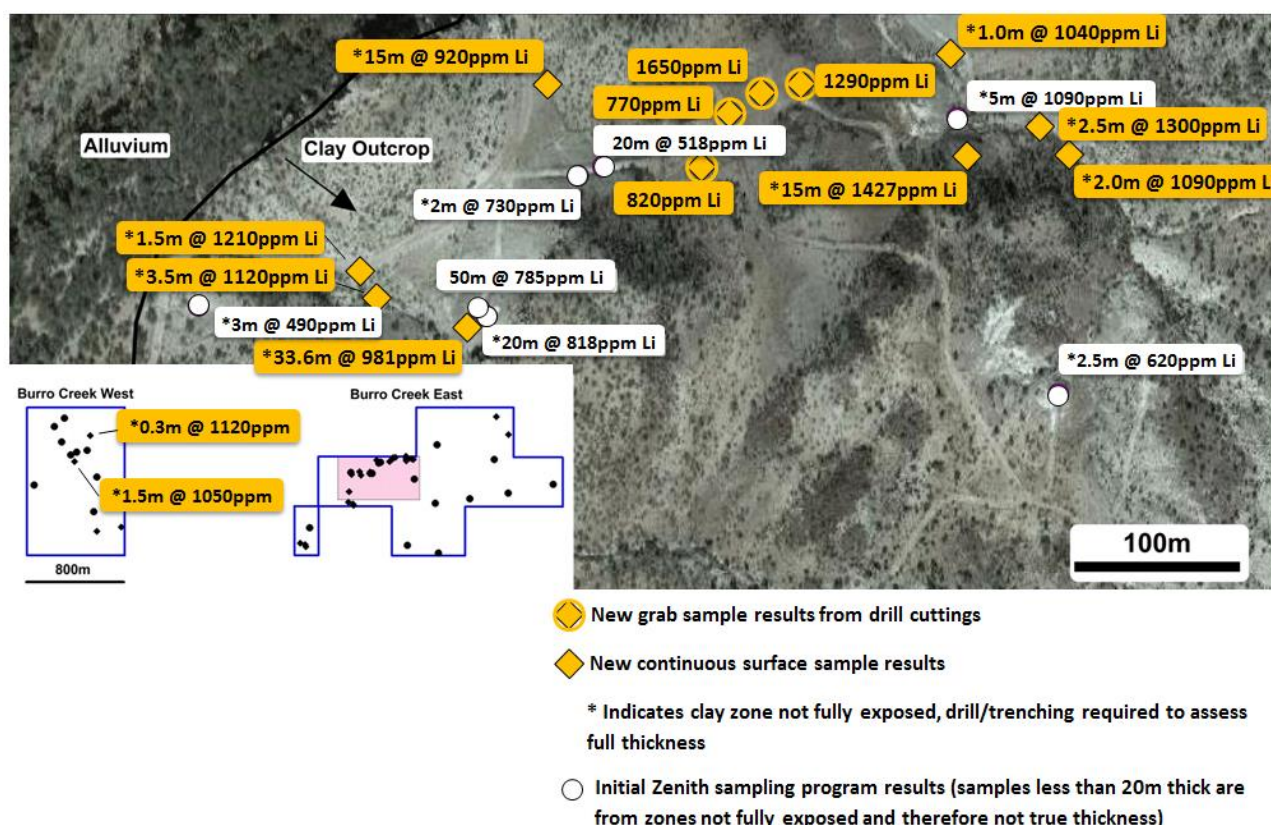 *1.0m @ 1040ppm Li
*15m @ 920ppm Li
1650ppm Li
1290ppm Li
*5m @ 1090ppm Li
770ppm Li
*2.5m @ 1300ppm Li
Alluvium
Clay Outcrop
20m @ 518ppm Li
*2.0m @ 1090ppm Li
*15m @ 1427ppm Li
820ppm Li
*2m @ 730ppm Li
*1.5m @ 1210ppm Li
*3.5m @ 1120ppm Li
50m @ 785ppm Li
*3m @ 490ppm Li
*20m @ 818ppm Li
*33.6m @ 981ppm Li
*2.5m @ 620ppm Li
Burro Creek West
Burro Creek East
*0.3m @ 1120ppm
*1.5m @ 1050ppm
800m
100m
New grab sample results from drill cuttings
New continuous surface sample results
* Indicates clay zone not fully exposed, drill/trenching required to assess
full thickness
Initial Zenith sampling program results (samples less than 20m thick are
from zones not fully exposed and therefore not true thickness)